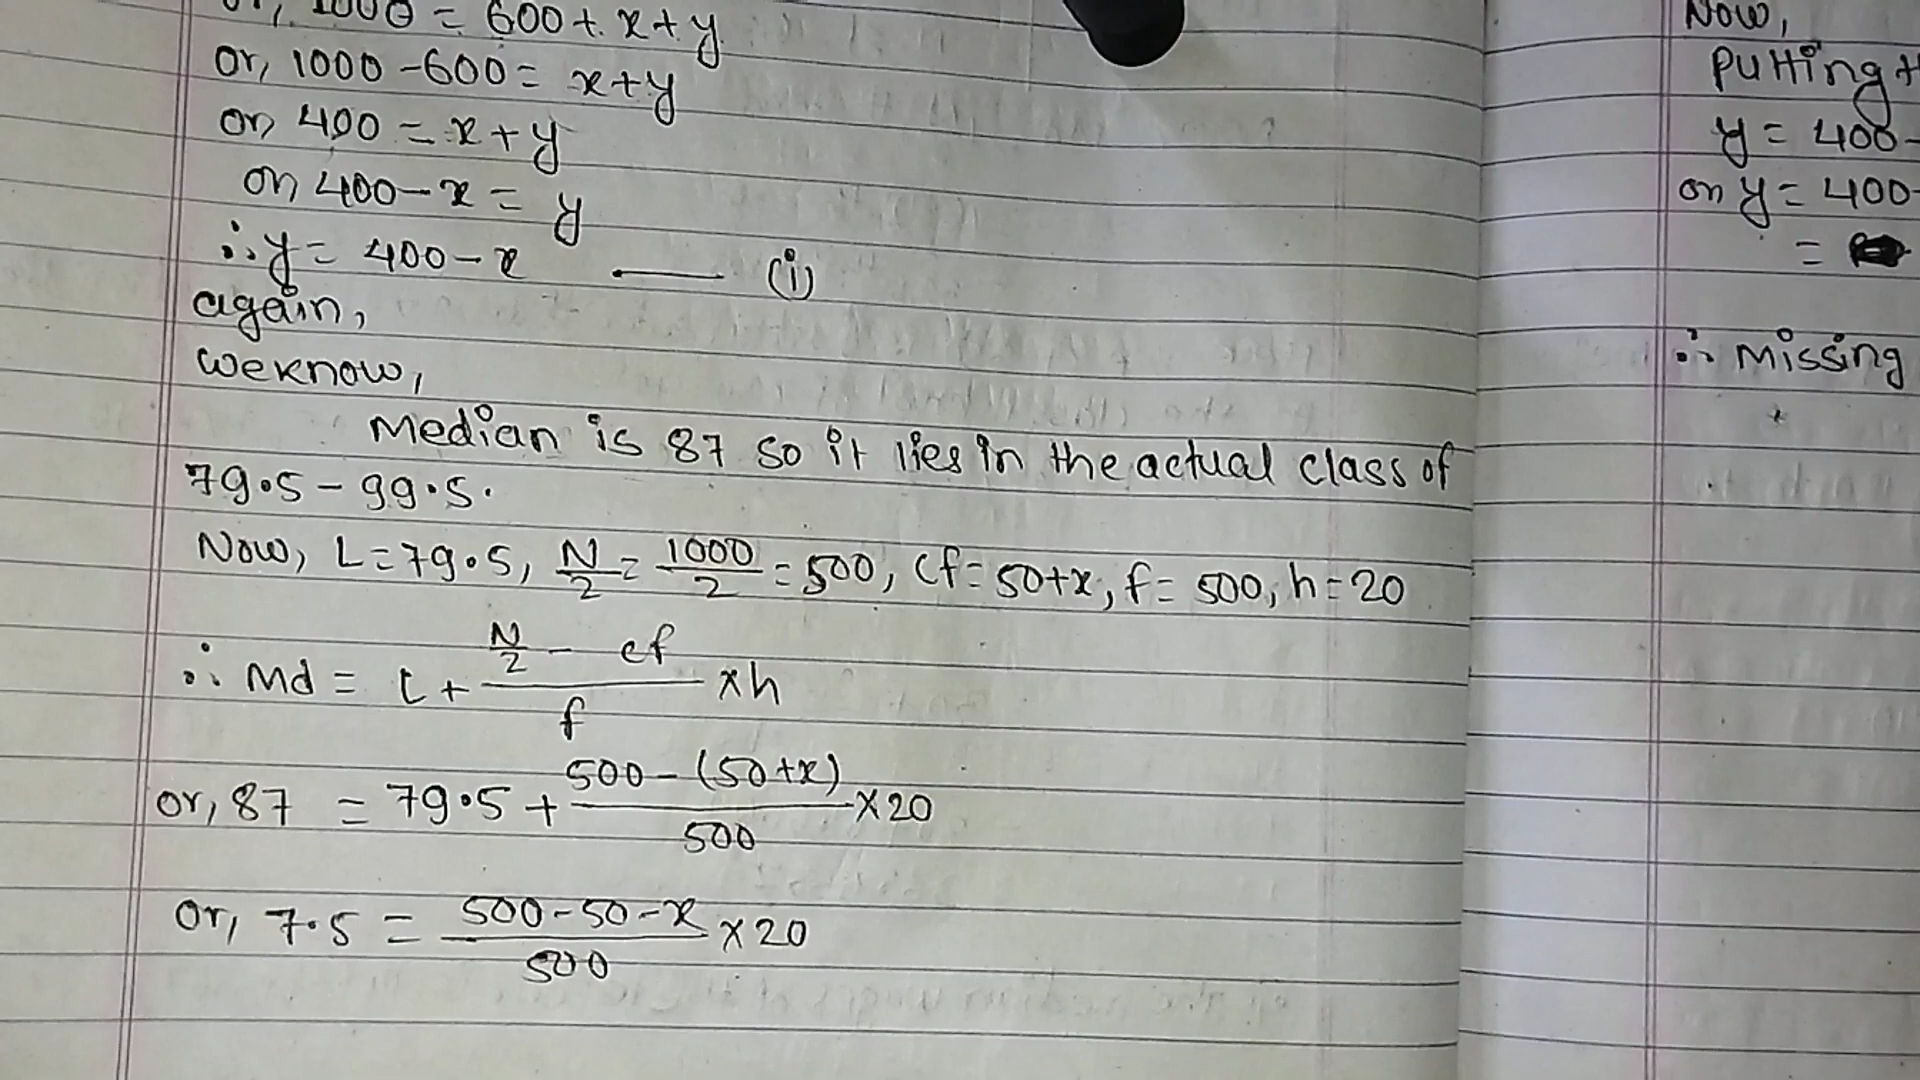 or, 1000 = 600 + x + y
or, 1000 - 600 = x + y
or, 400 = x + y
or, 400 - x = y
∴ y = 400 - x —— (i)
again,
we know,
Median is 87 so it lies in the actual class of
79.5 - 99.5.
Now, L = 79.5, N/2 = 1000/2 = 500, cf = 50+x, f = 500, h = 20
∴ Md = L + (N/2 - cf)/f × h
or, 87 = 79.5 + (500 - (50+x))/500 × 20
or, 7.5 = (500 - 50 - x)/500 × 20
Now,
putting
y = 400 -
or y = 400 -
=
∴ Missing